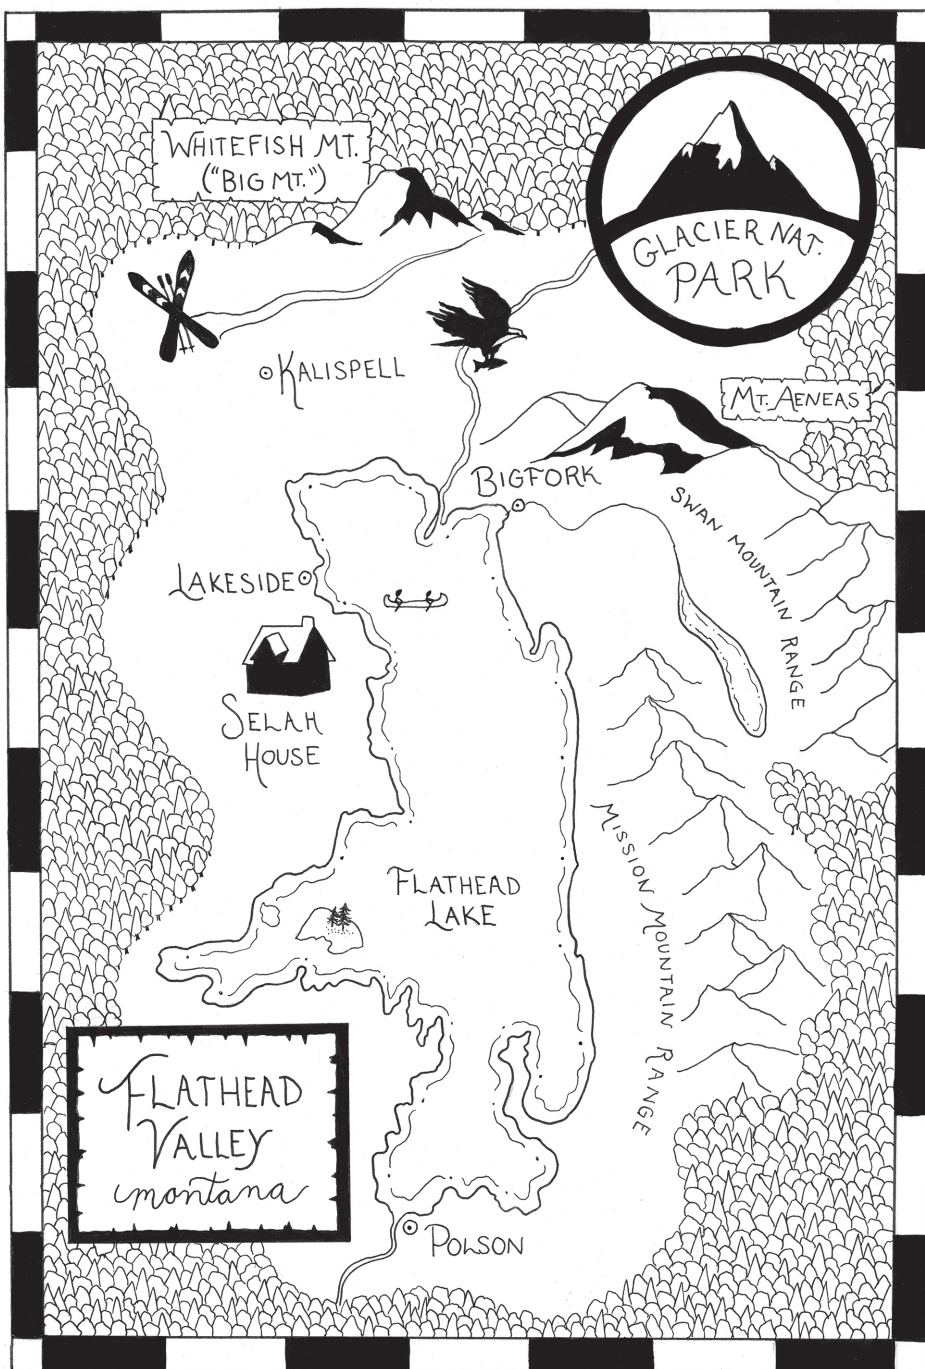 WHITEFISH MT.
("BIG MT.")
GLACIER NAT.
PARK
KALISPELL
MT. AENEAS
BIGFORK
SWAN MOUNTAIN RANGE
LAKESIDE
SELAH
HOUSE
FLATHEAD
LAKE
MISSION MOUNTAIN RANGE
FLATHEAD
VALLEY
montana
POLSON